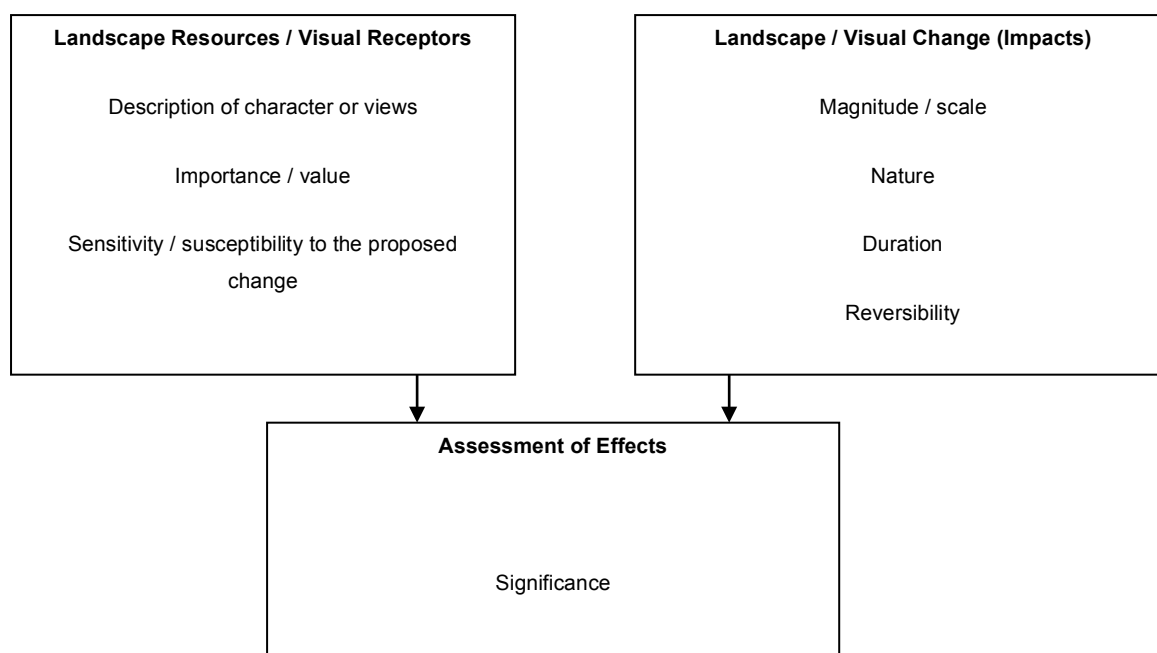 Landscape Resources / Visual Receptors
Description of character or views
Importance / value
Sensitivity / susceptibility to the proposed
change
Landscape / Visual Change (Impacts)
Magnitude / scale
Nature
Duration
Reversibility
Assessment of Effects
Significance